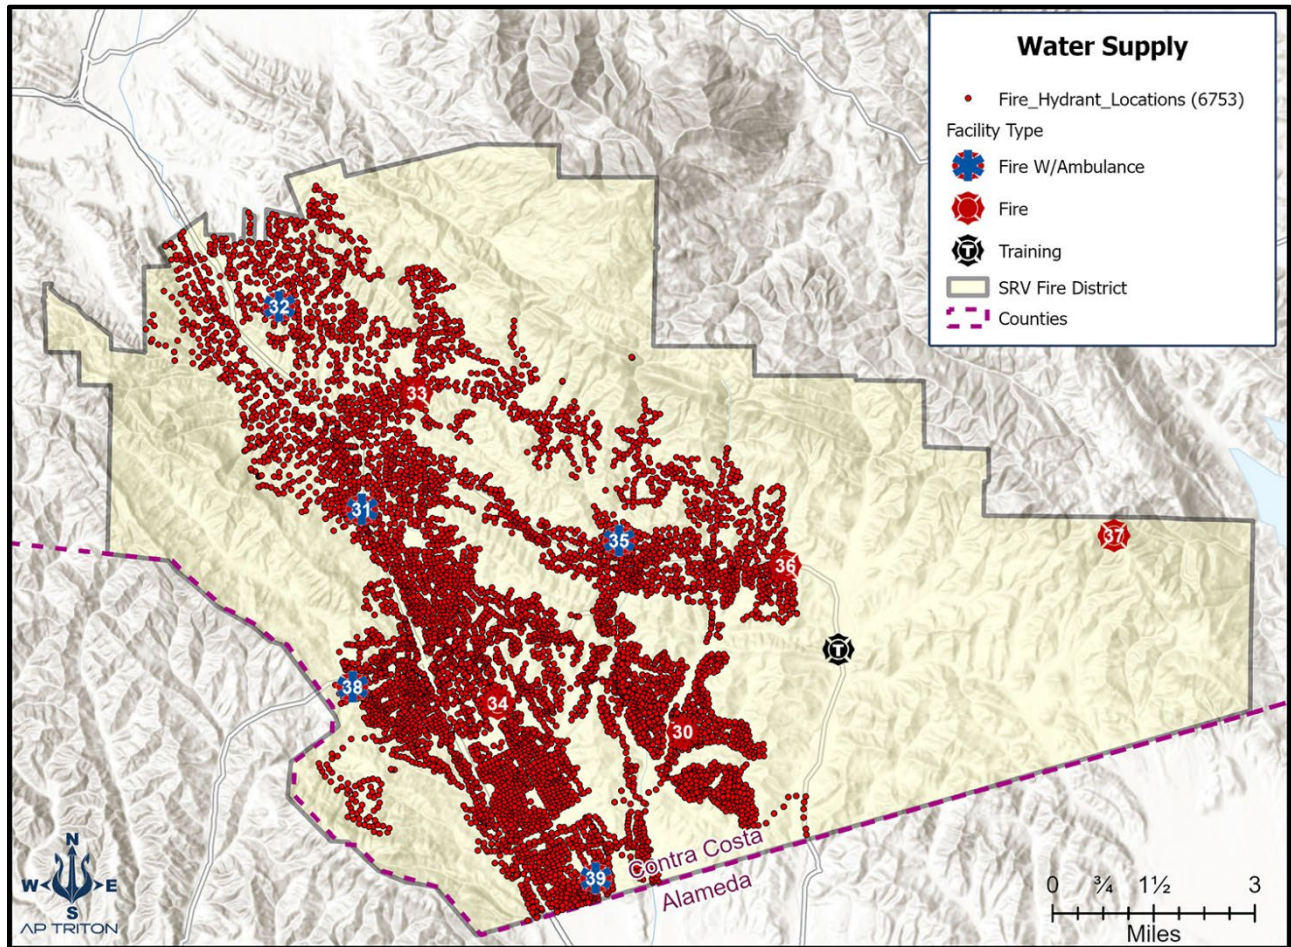 Water Supply
Fire_Hydrant_Locations (6753)
Facility Type
Fire W/Ambulance
Fire
T
Training
SRV Fire District
Counties
32
33
31
35
36
37
T
38
34
30
39
Contra Costa
Alameda
N
W E
S
AP TRITON
0 ¾ 1½ 3
Miles